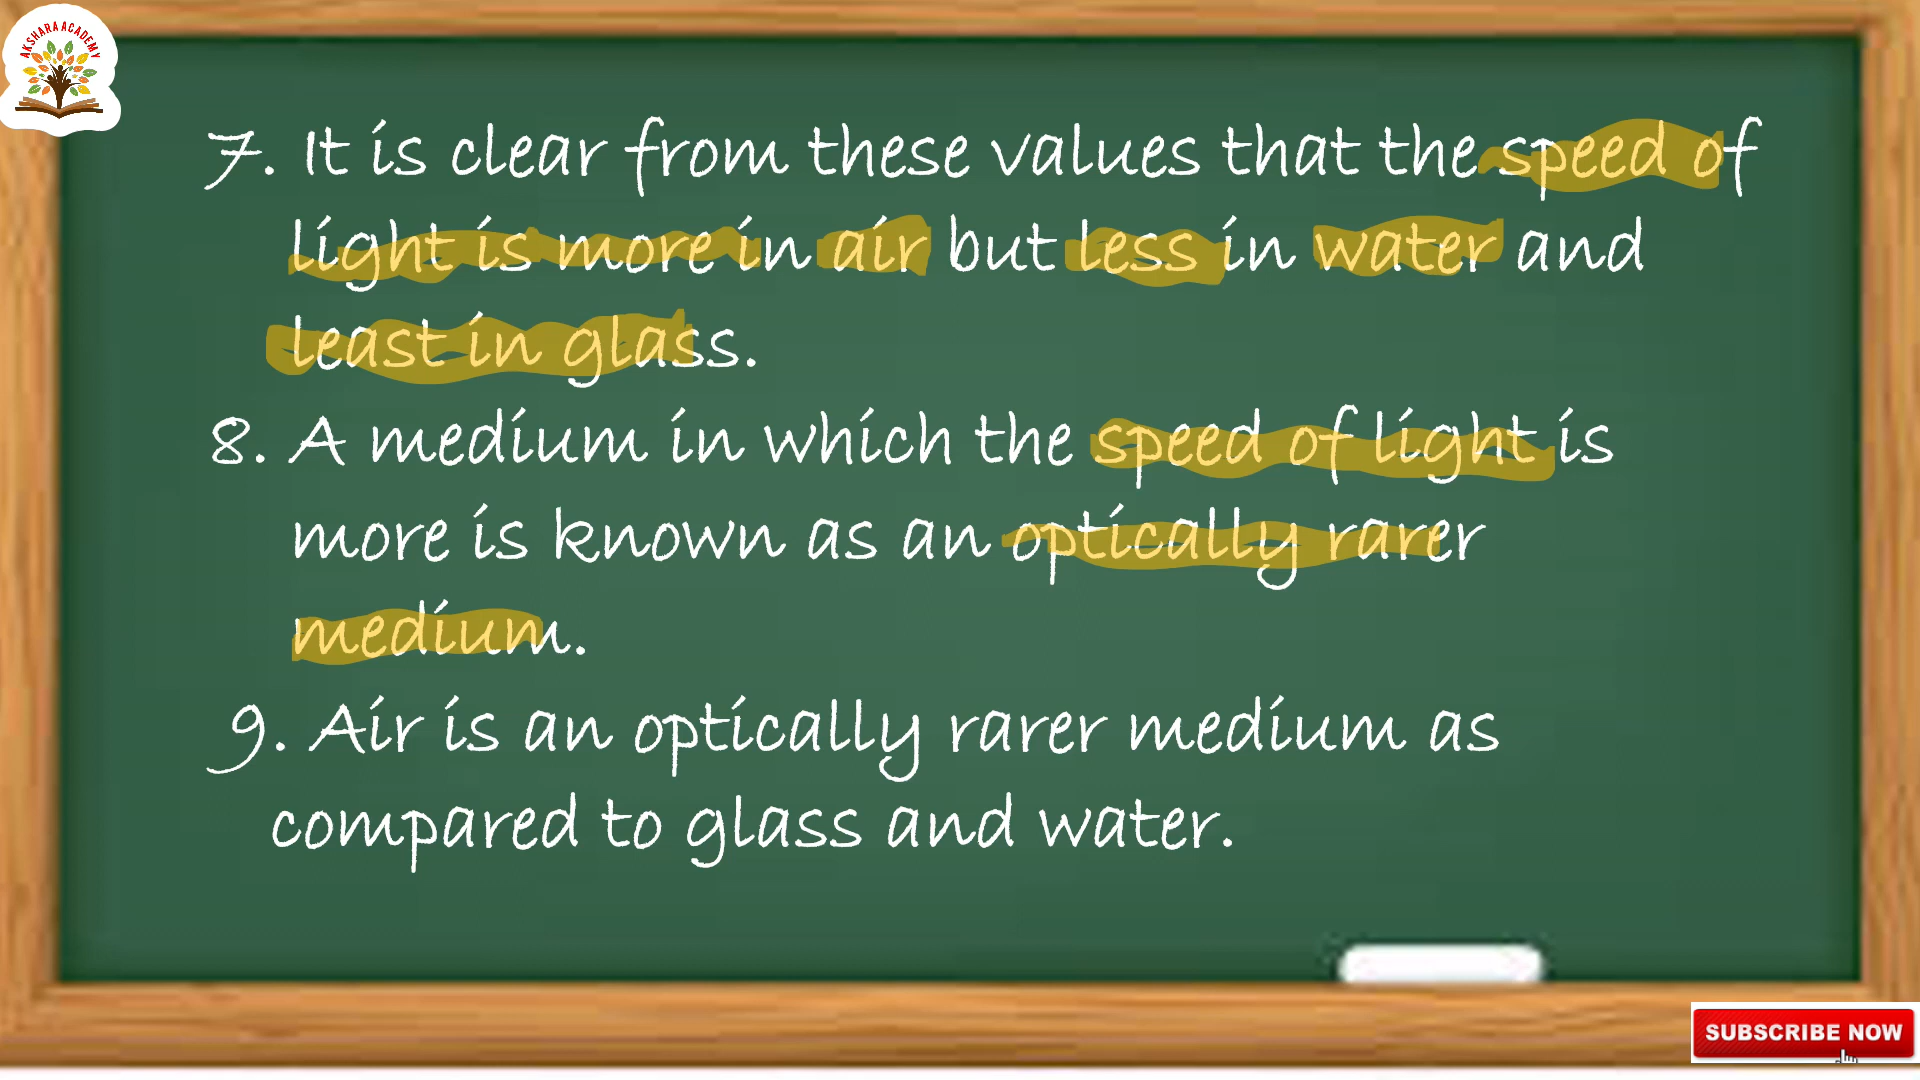 AKSHARA ACADEMY
7. It is clear from these values that the speed of
light is more in air but less in water and
least in glass.
8. A medium in which the speed of light is
more is known as an optically rarer
medium.
9. Air is an optically rarer medium as
compared to glass and water.
SUBSCRIBE NOW